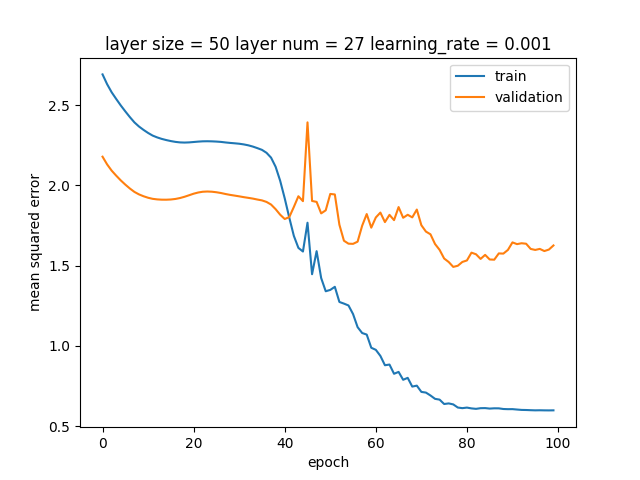 layer size = 50 layer num = 27 learning_rate = 0.001
train
validation
2.5
2.0
1.5
1.0
0.5
mean squared error
0 20 40 60 80 100
epoch